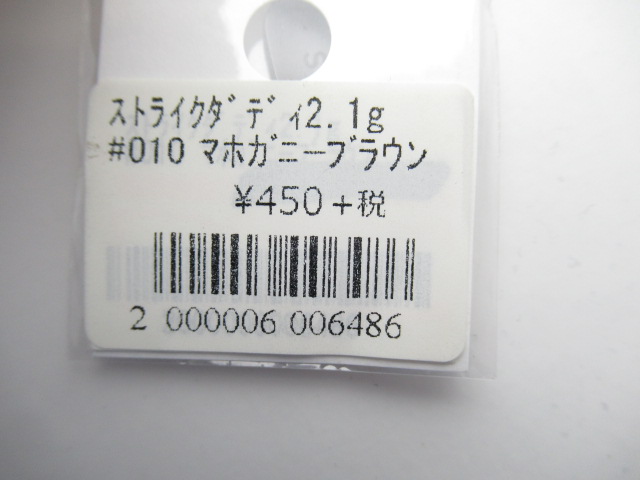 ｽﾄﾗｲｸﾀﾞﾃﾞｨ2.1g
#010 ﾏﾎｶﾞﾆｰﾌﾞﾗｳﾝ
¥450+税
2 000006 006486